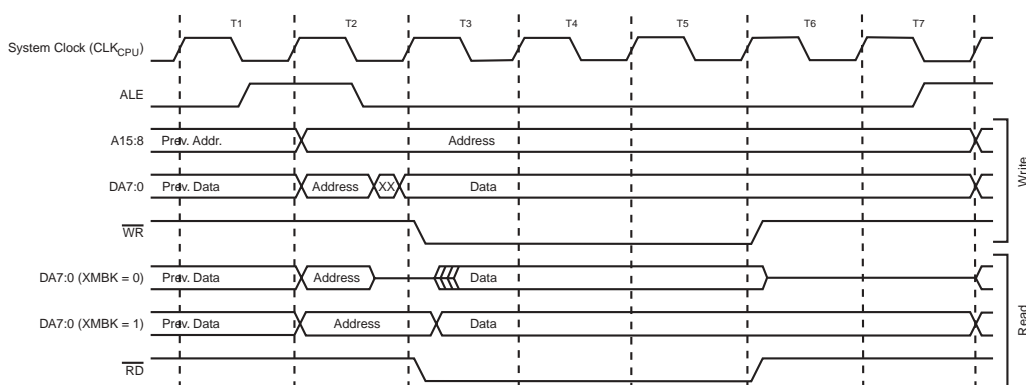 T1 T2 T3 T4 T5 T6 T7
System Clock (CLKCPU)
ALE
A15:8 Prev. Addr. Address
DA7:0 Prev. Data Address XX Data
WR
Write
DA7:0 (XMBK = 0) Prev. Data Address Data
DA7:0 (XMBK = 1) Prev. Data Address Data
RD
Read